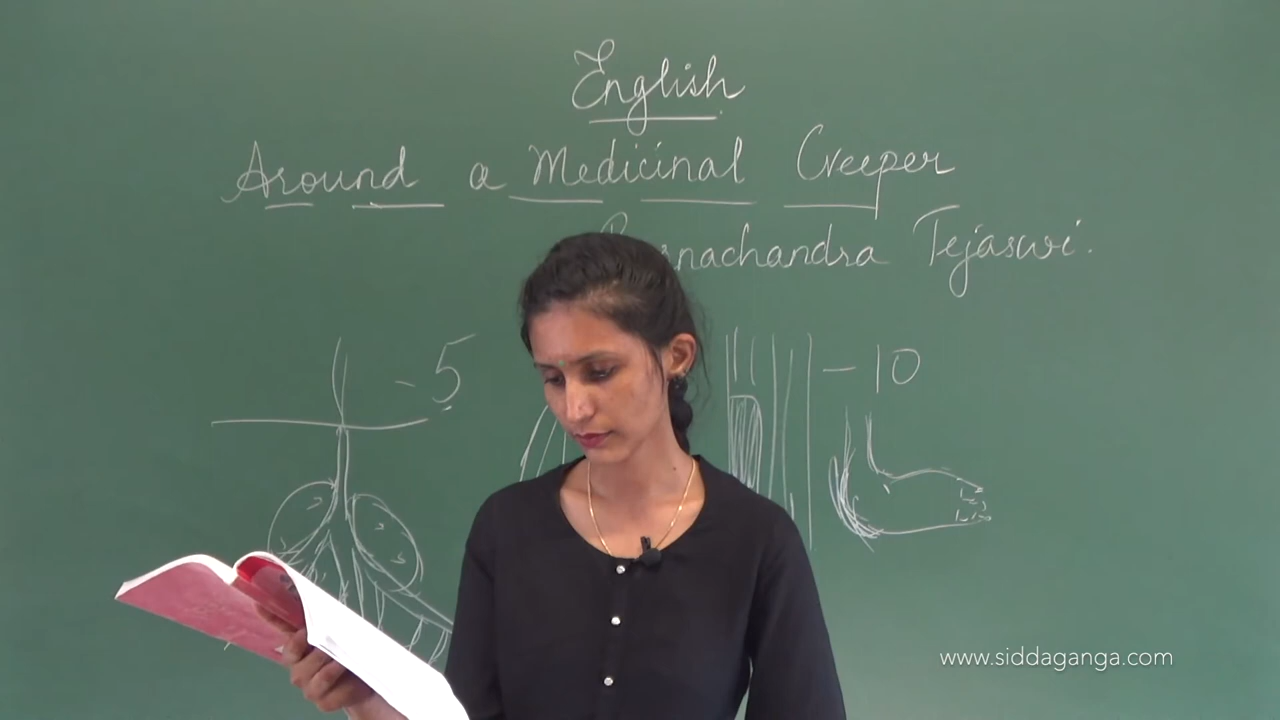 English
Around a Medicinal Creeper
Tejaswi.
- 5
- 10
www.siddaganga.com